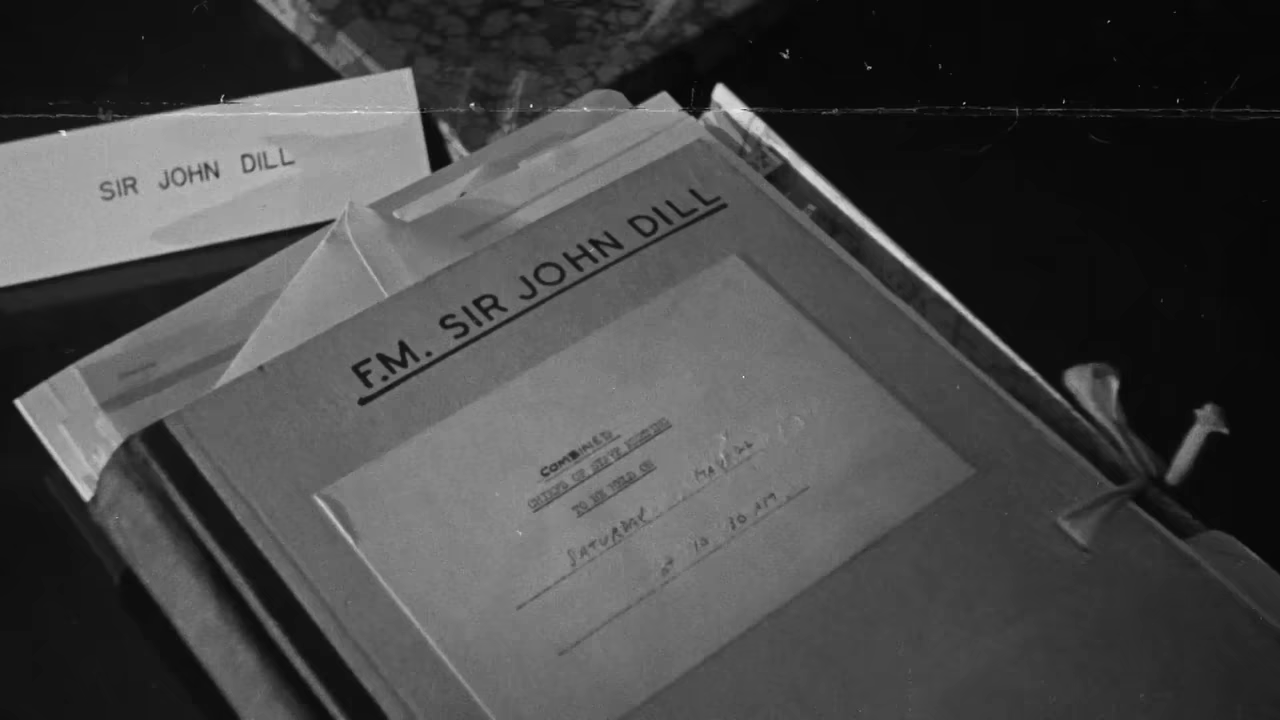 SIR JOHN DILL
F.M. SIR JOHN DILL
COMBINED
CHIEFS OF STAFF MEETING
TO BE HELD ON
SATURDAY
at 10 30 AM.